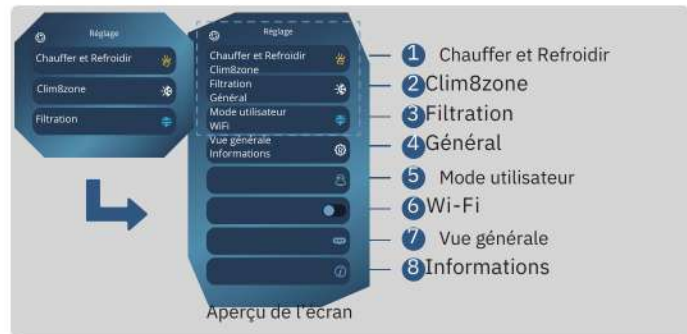 Réglage
Chauffer et Refroidir
Clim8zone
Filtration
Réglage
Chauffer et Refroidir
Clim8zone
Filtration
Général
Mode utilisateur
WiFi
Vue générale
Informations
1 Chauffer et Refroidir
2 Clim8zone
3 Filtration
4 Général
5 Mode utilisateur
6 Wi-Fi
7 Vue générale
8 Informations
Aperçu de l'écran